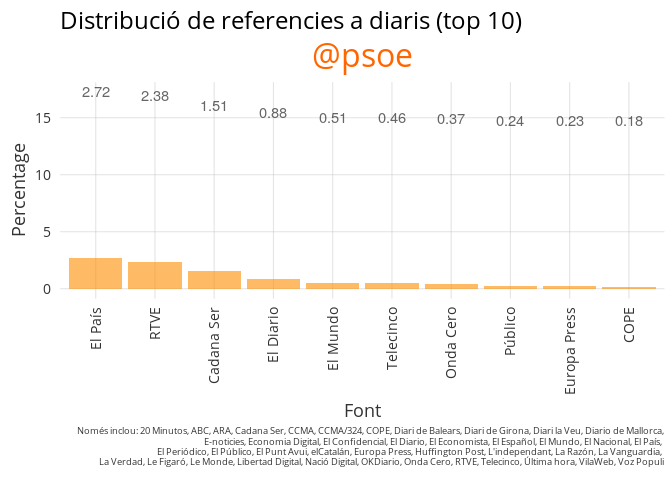 Distribució de referencies a diaris (top 10)
@psoe
2.72 2.38 1.51 0.88 0.51 0.46 0.37 0.24 0.23 0.18
15
10
5
0
Percentage
El País
RTVE
Cadana Ser
El Diario
El Mundo
Telecinco
Onda Cero
Público
Europa Press
COPE
Font
Només inclou: 20 Minutos, ABC, ARA, Cadana Ser, CCMA, CCMA/324, COPE, Diari de Balears, Diari de Girona, Diari la Veu, Diario de Mallorca,
E-noticies, Economia Digital, El Confidencial, El Diario, El Economista, El Español, El Mundo, El Nacional, El País,
El Periódico, El Público, El Punt Avui, elCatalán, Europa Press, Huffington Post, L'independant, La Razón, La Vanguardia,
La Verdad, Le Figaró, Le Monde, Libertad Digital, Nació Digital, OKDiario, Onda Cero, RTVE, Telecinco, Última hora, VilaWeb, Voz Populi